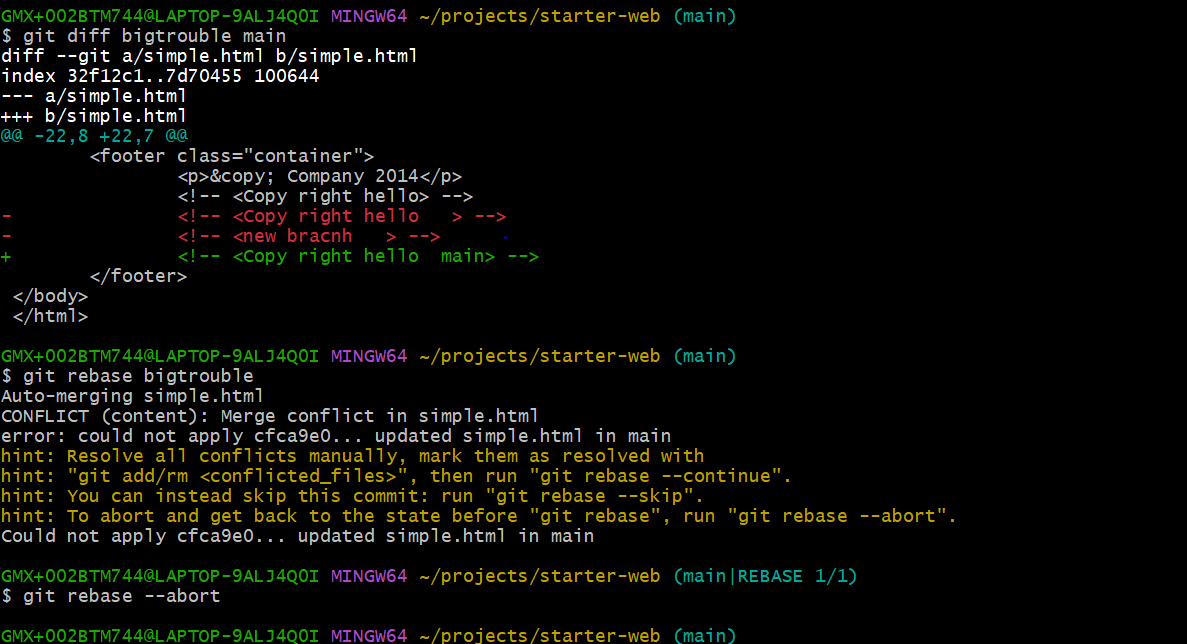 GMX+002BTM744@LAPTOP-9ALJ4Q0I MINGW64 ~/projects/starter-web (main)
$ git diff bigtrouble main
diff --git a/simple.html b/simple.html
index 32f12c1..7d70455 100644
--- a/simple.html
+++ b/simple.html
@@ -22,8 +22,7 @@
        <footer class="container">
                <p>&copy; Company 2014</p>
                <!-- <Copy right hello> -->
-               <!-- <Copy right hello   > -->
-               <!-- <new bracnh   > -->
+               <!-- <Copy right hello  main> -->
        </footer>
 </body>
 </html>
GMX+002BTM744@LAPTOP-9ALJ4Q0I MINGW64 ~/projects/starter-web (main)
$ git rebase bigtrouble
Auto-merging simple.html
CONFLICT (content): Merge conflict in simple.html
error: could not apply cfca9e0... updated simple.html in main
hint: Resolve all conflicts manually, mark them as resolved with
hint: "git add/rm <conflicted_files>", then run "git rebase --continue".
hint: You can instead skip this commit: run "git rebase --skip".
hint: To abort and get back to the state before "git rebase", run "git rebase --abort".
Could not apply cfca9e0... updated simple.html in main
GMX+002BTM744@LAPTOP-9ALJ4Q0I MINGW64 ~/projects/starter-web (main|REBASE 1/1)
$ git rebase --abort
GMX+002BTM744@LAPTOP-9ALJ4Q0I MINGW64 ~/projects/starter-web (main)